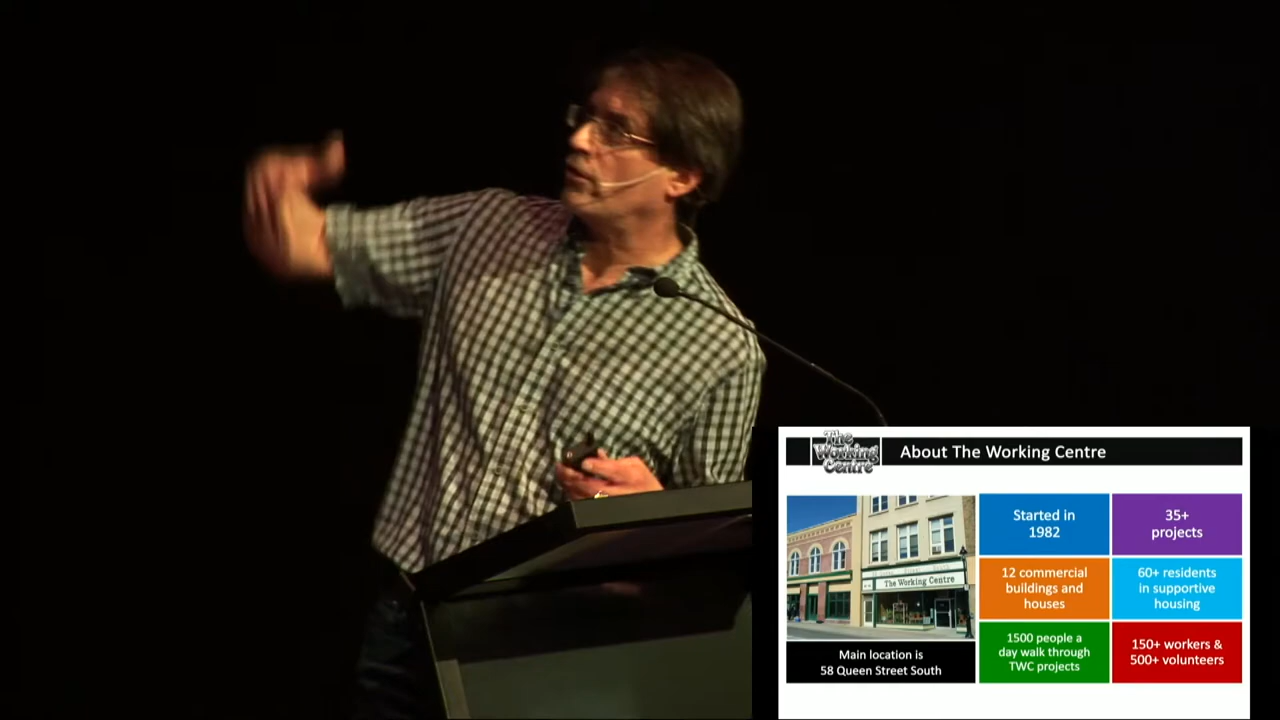 The
Working
Centre
About The Working Centre
The Working Centre
Main location is
58 Queen Street South
Started in
1982
35+
projects
12 commercial
buildings and
houses
60+ residents
in supportive
housing
1500 people a
day walk through
TWC projects
150+ workers &
500+ volunteers